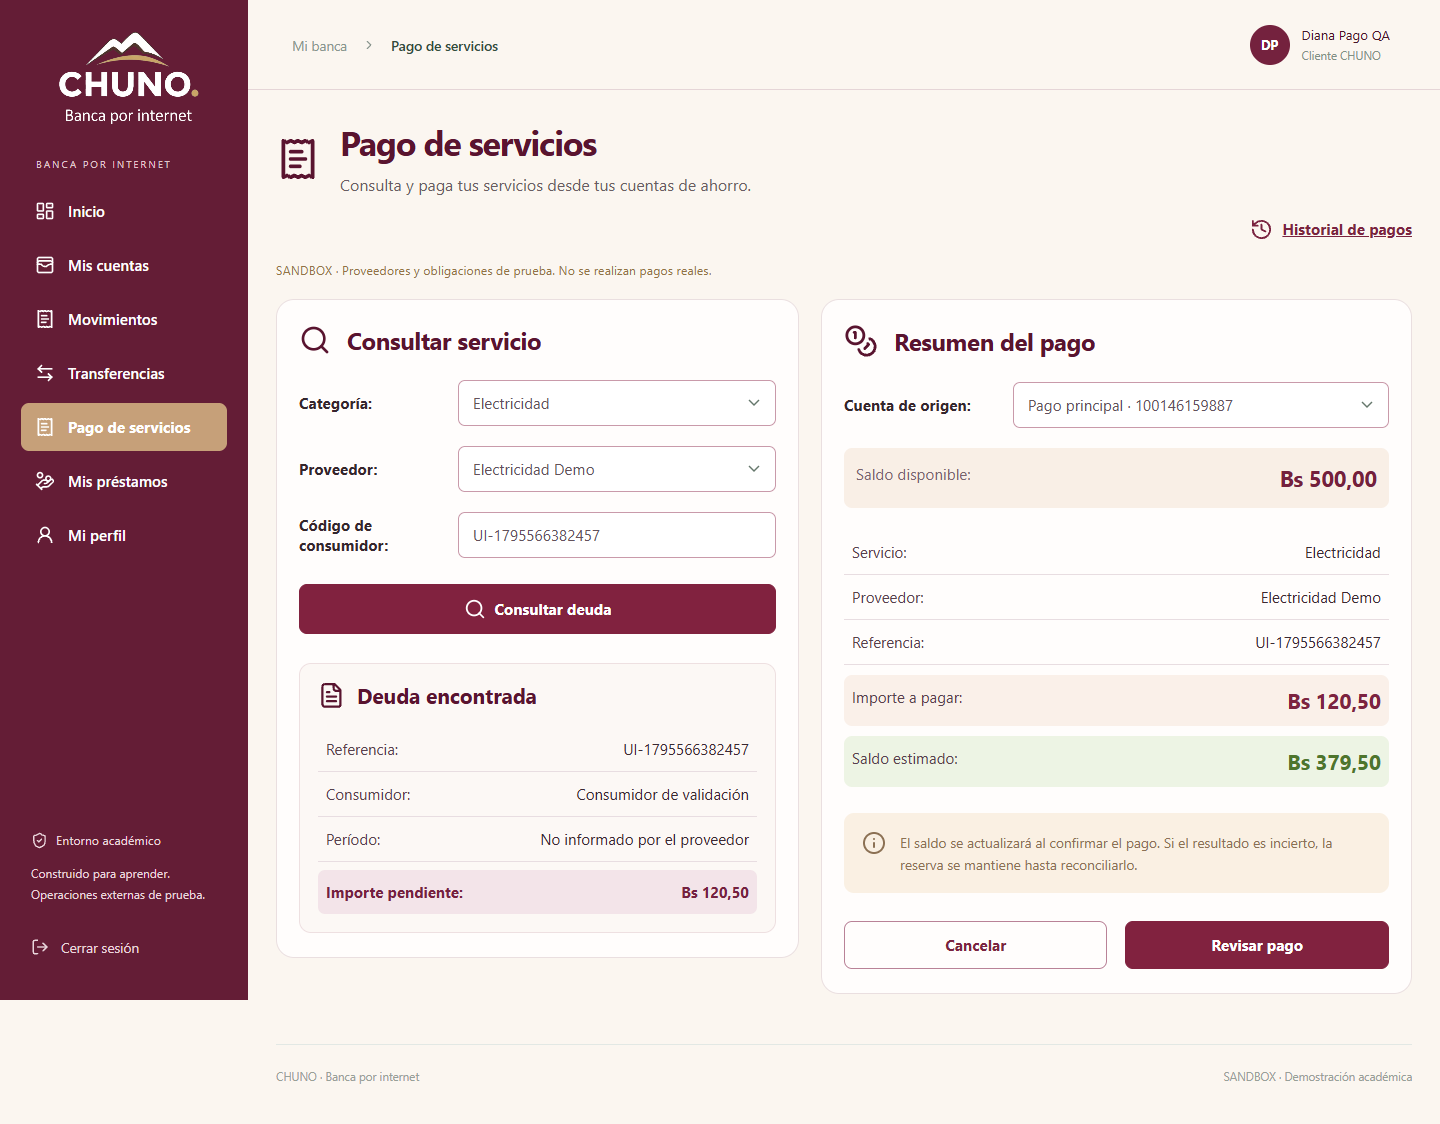 CHUNO.
Banca por internet
BANCA POR INTERNET
Inicio
Mis cuentas
Movimientos
Transferencias
Pago de servicios
Mis préstamos
Mi perfil
Entorno académico
Construido para aprender.
Operaciones externas de prueba.
Cerrar sesión
Mi banca > Pago de servicios
DP
Diana Pago QA
Cliente CHUNO
Pago de servicios
Consulta y paga tus servicios desde tus cuentas de ahorro.
Historial de pagos
SANDBOX · Proveedores y obligaciones de prueba. No se realizan pagos reales.
Consultar servicio
Categoría: Electricidad
Proveedor: Electricidad Demo
Código de
consumidor:
UI-1795566382457
Consultar deuda
Deuda encontrada
Referencia: UI-1795566382457
Consumidor: Consumidor de validación
Período: No informado por el proveedor
Importe pendiente: Bs 120,50
Resumen del pago
Cuenta de origen: Pago principal · 100146159887
Saldo disponible: Bs 500,00
Servicio: Electricidad
Proveedor: Electricidad Demo
Referencia: UI-1795566382457
Importe a pagar: Bs 120,50
Saldo estimado: Bs 379,50
El saldo se actualizará al confirmar el pago. Si el resultado es incierto, la
reserva se mantiene hasta reconciliarlo.
Cancelar
Revisar pago
CHUNO · Banca por internet
SANDBOX · Demostración académica